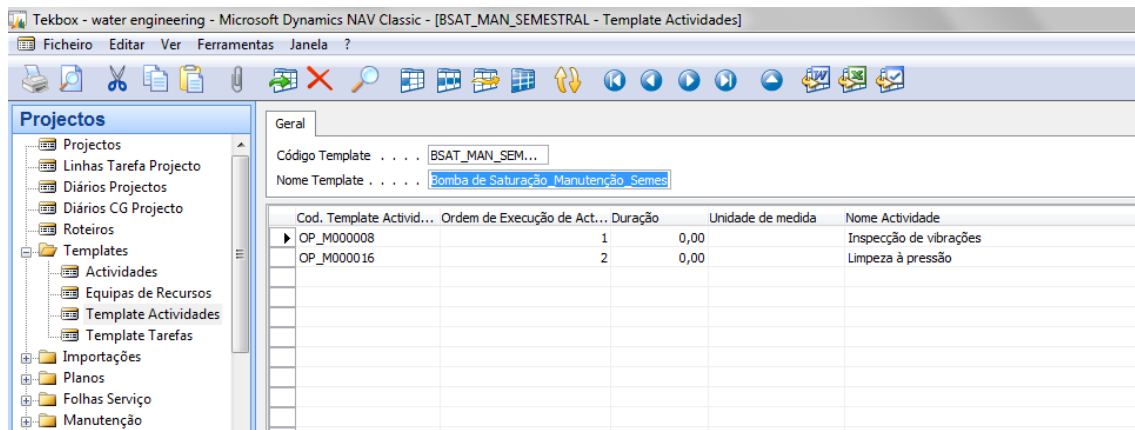 Tekbox - water engineering - Microsoft Dynamics NAV Classic - [BSAT_MAN_SEMESTRAL - Template Actividades]
Ficheiro Editar Ver Ferramentas Janela ?
Projectos
Projectos
Linhas Tarefa Projecto
Diários Projectos
Diários CG Projecto
Roteiros
Templates
Actividades
Equipas de Recursos
Template Actividades
Template Tarefas
Importações
Planos
Folhas Serviço
Manutenção
Geral
Código Template . . . . BSAT_MAN_SEM...
Nome Template . . . . . Bomba de Saturação_Manutenção_Semes
Cod. Template Activid... Ordem de Execução de Act... Duração Unidade de medida Nome Actividade
OP_M000008 1 0,00 Inspecção de vibrações
OP_M000016 2 0,00 Limpeza à pressão